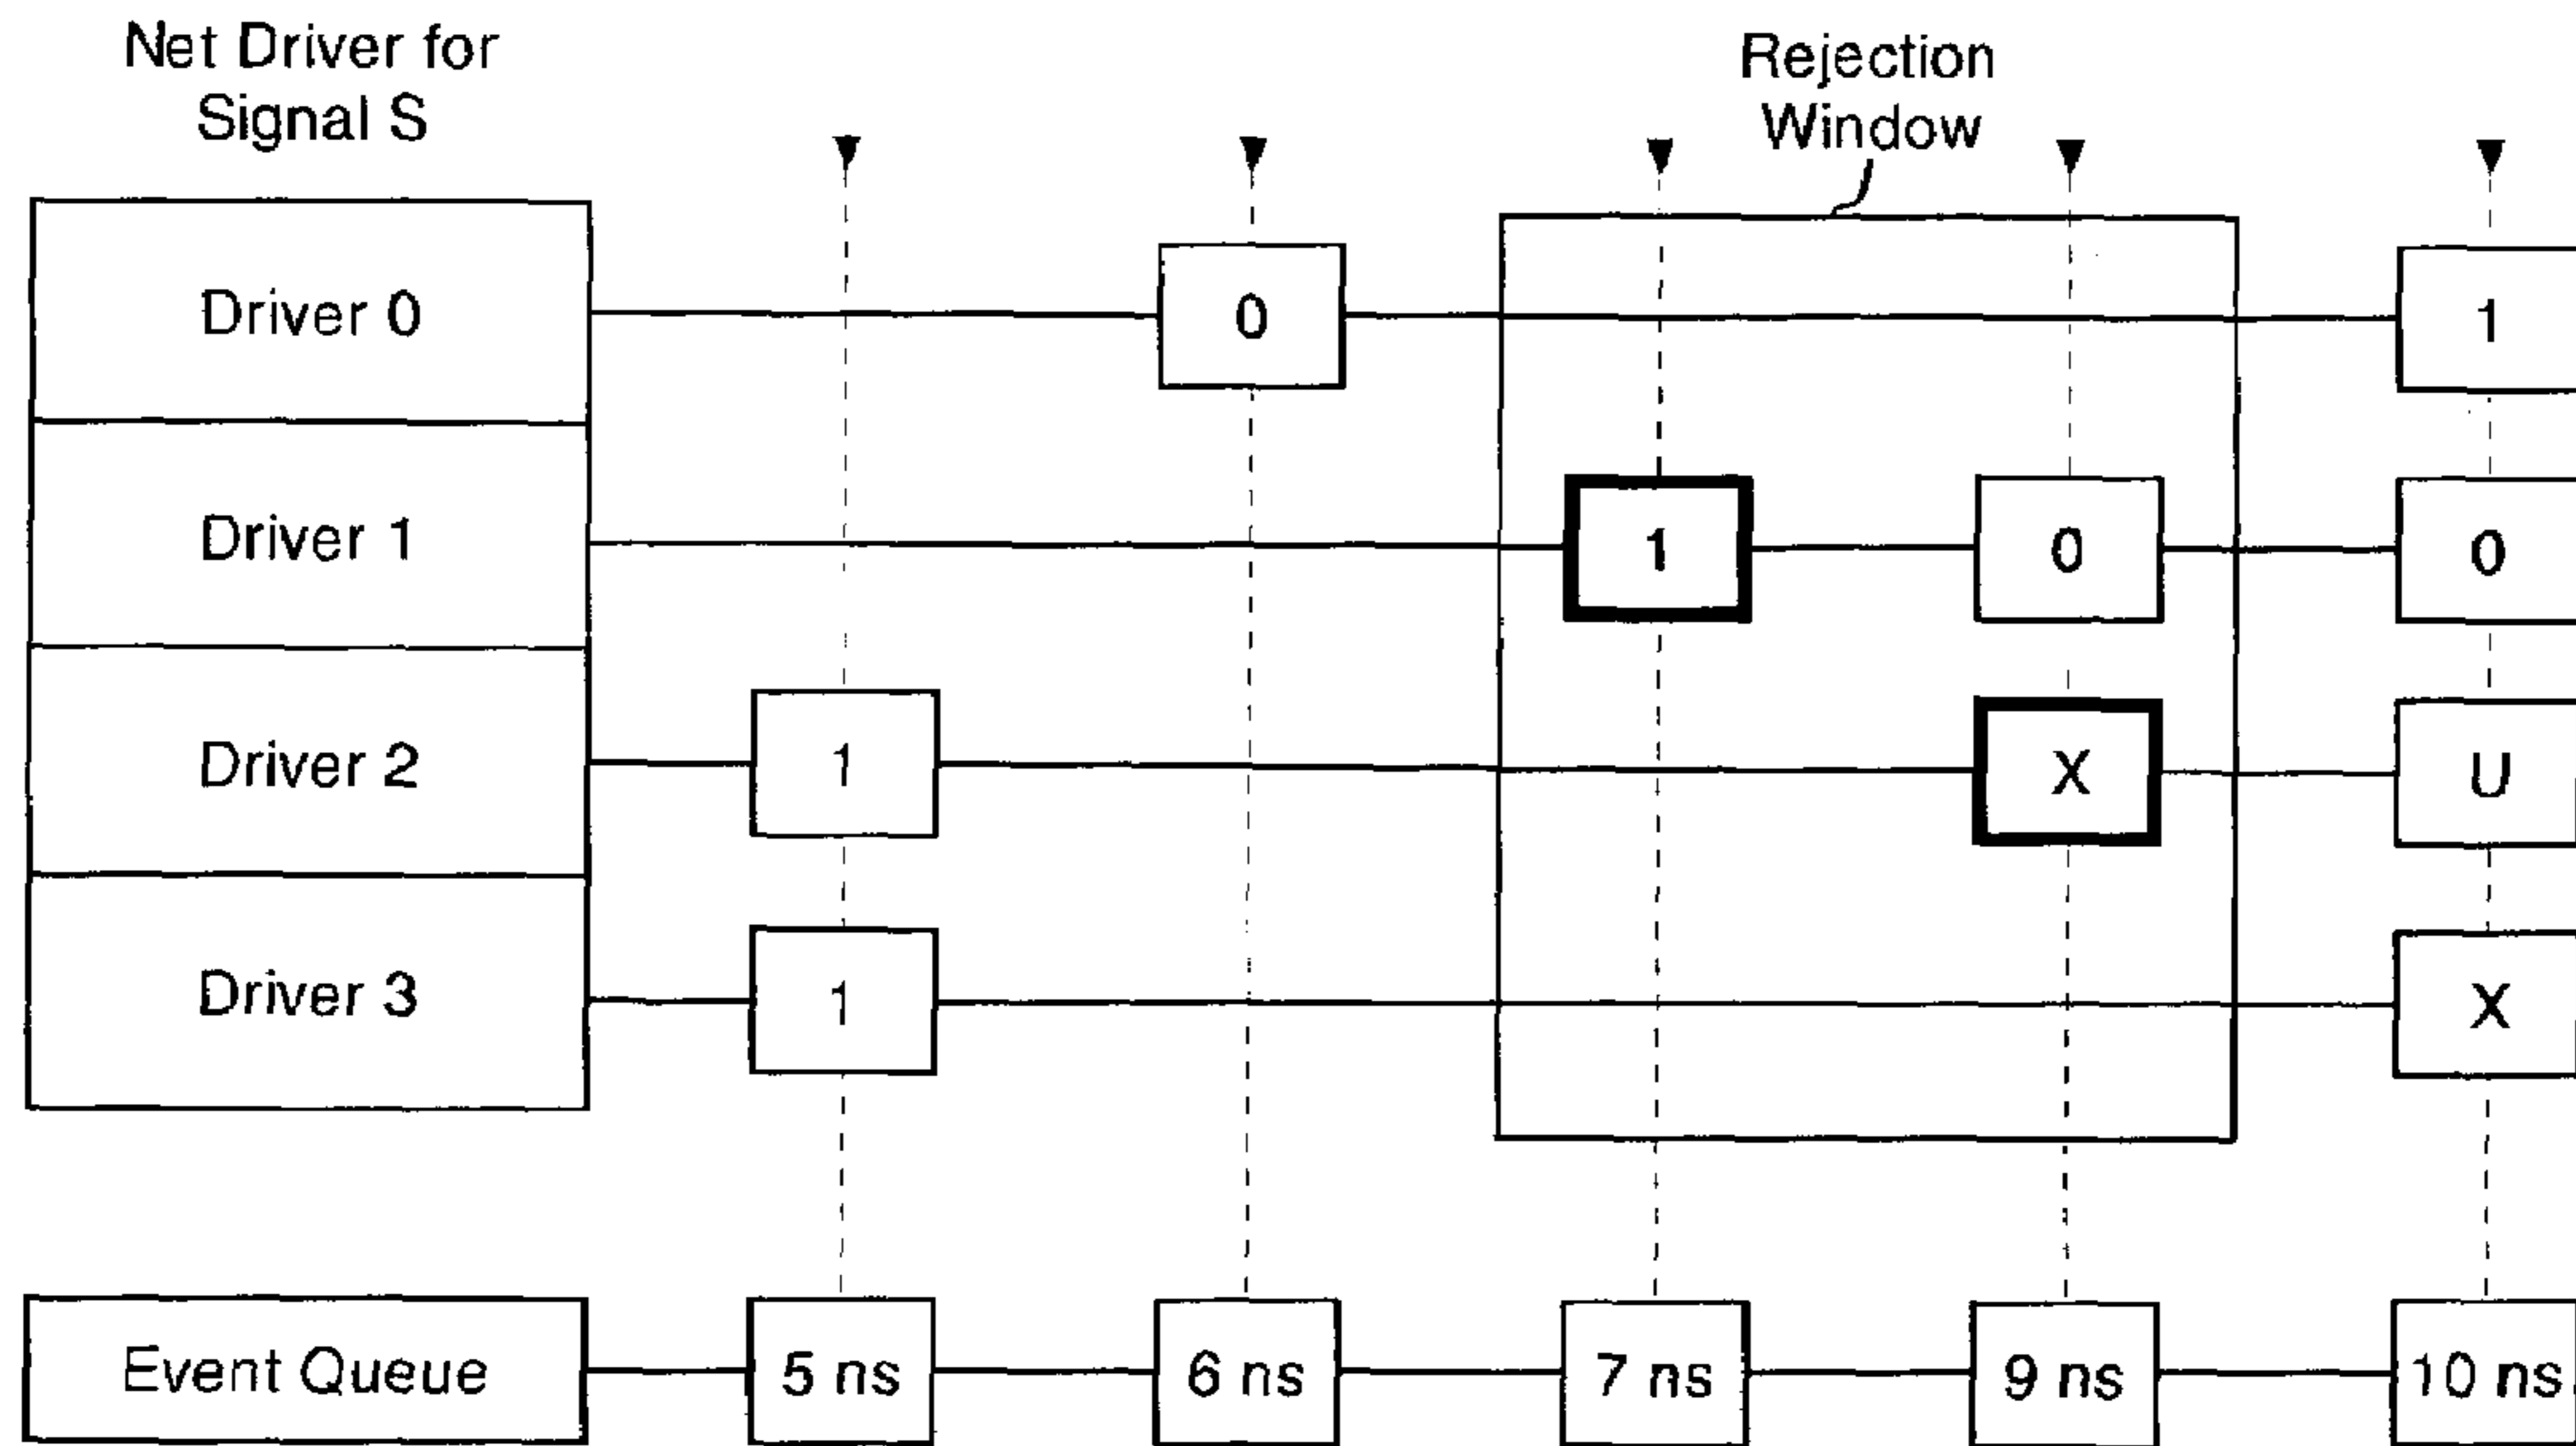 Net Driver for
Signal S
Rejection
Window
Driver 0
0
1
Driver 1
1
0
0
Driver 2
1
X
U
Driver 3
1
X
Event Queue
5 ns
6 ns
7 ns
9 ns
10 ns